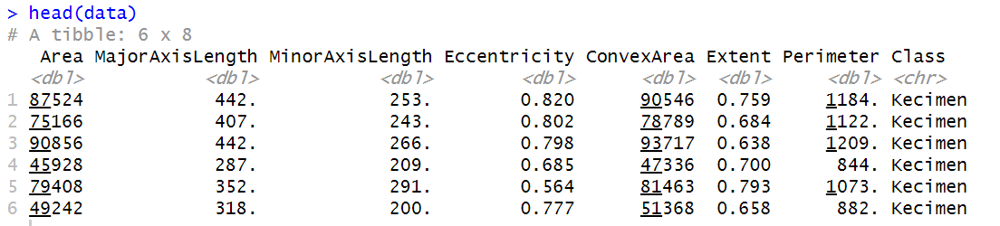 > head(data)
# A tibble: 6 x 8
Area MajorAxisLength MinorAxisLength Eccentricity ConvexArea Extent Perimeter Class
<dbl> <dbl> <dbl> <dbl> <dbl> <dbl> <dbl> <chr>
1 87524 442. 253. 0.820 90546 0.759 1184. Kecimen
2 75166 407. 243. 0.802 78789 0.684 1122. Kecimen
3 90856 442. 266. 0.798 93717 0.638 1209. Kecimen
4 45928 287. 209. 0.685 47336 0.700 844. Kecimen
5 79408 352. 291. 0.564 81463 0.793 1073. Kecimen
6 49242 318. 200. 0.777 51368 0.658 882. Kecimen